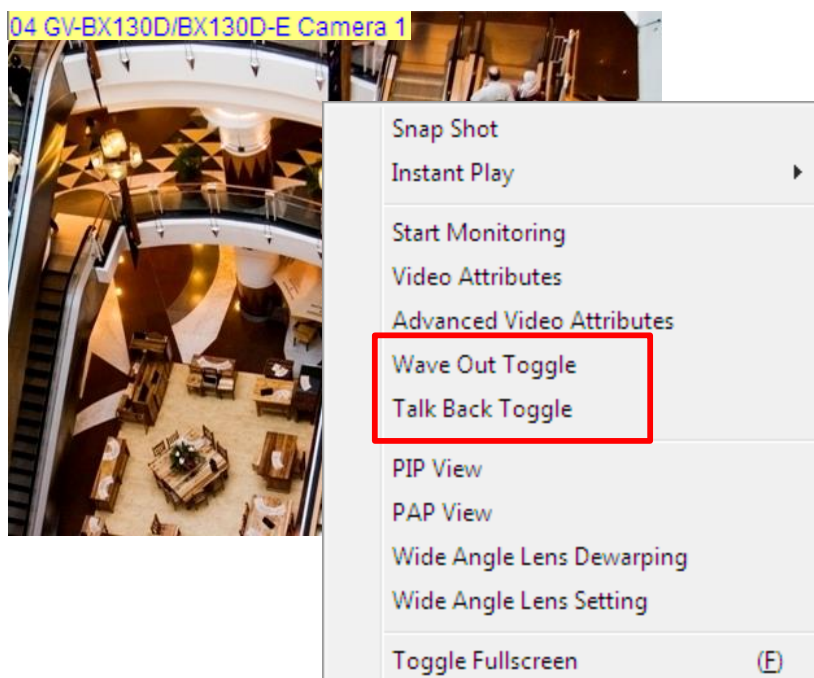 04 GV-BX130D/BX130D-E Camera 1
Snap Shot
Instant Play
Start Monitoring
Video Attributes
Advanced Video Attributes
Wave Out Toggle
Talk Back Toggle
PIP View
PAP View
Wide Angle Lens Dewarping
Wide Angle Lens Setting
Toggle Fullscreen (F)